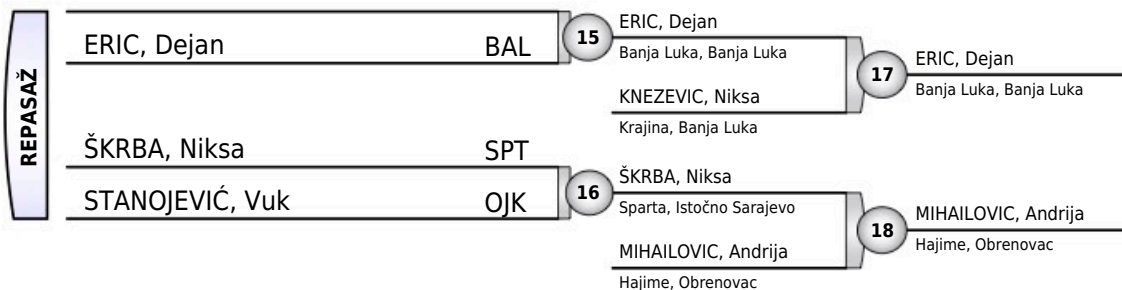 REPASAŽ
ERIC, Dejan BAL
ŠKRBA, Niksa SPT
STANOJEVIĆ, Vuk OJK
15
ERIC, Dejan
Banja Luka, Banja Luka
KNEZEVIC, Niksa
Krajina, Banja Luka
16
ŠKRBA, Niksa
Sparta, Istočno Sarajevo
MIHAILOVIC, Andrija
Hajime, Obrenovac
17
ERIC, Dejan
Banja Luka, Banja Luka
18
MIHAILOVIC, Andrija
Hajime, Obrenovac